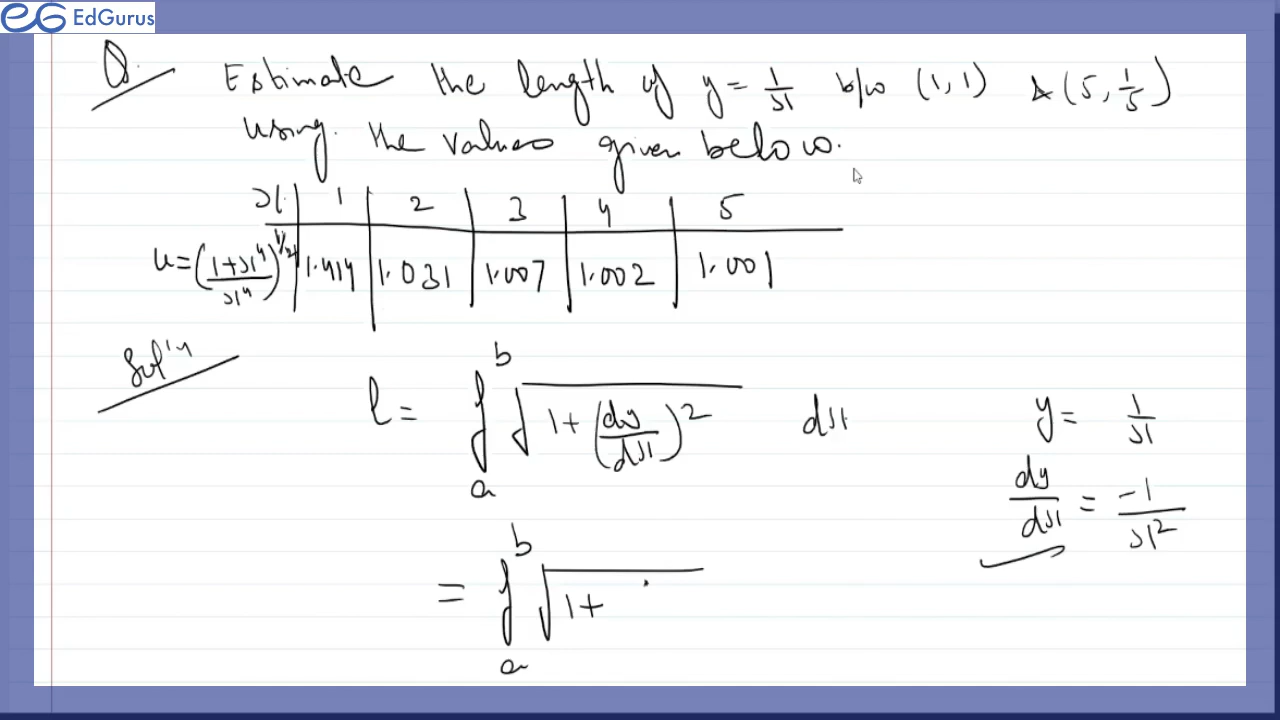 EdGurus
Q. Estimate the length of y = 1/x b/w (1, 1) & (5, 1/5)
using the values given below.
x | 1 | 2 | 3 | 4 | 5
u = ((1+x⁴)/x⁴)^(1/2) | 1.414 | 1.031 | 1.007 | 1.002 | 1.001
Sol'n
l = ∫_a^b √(1 + (dy/dx)²) dx
y = 1/x
dy/dx = -1/x²
= ∫_a^b √(1 +